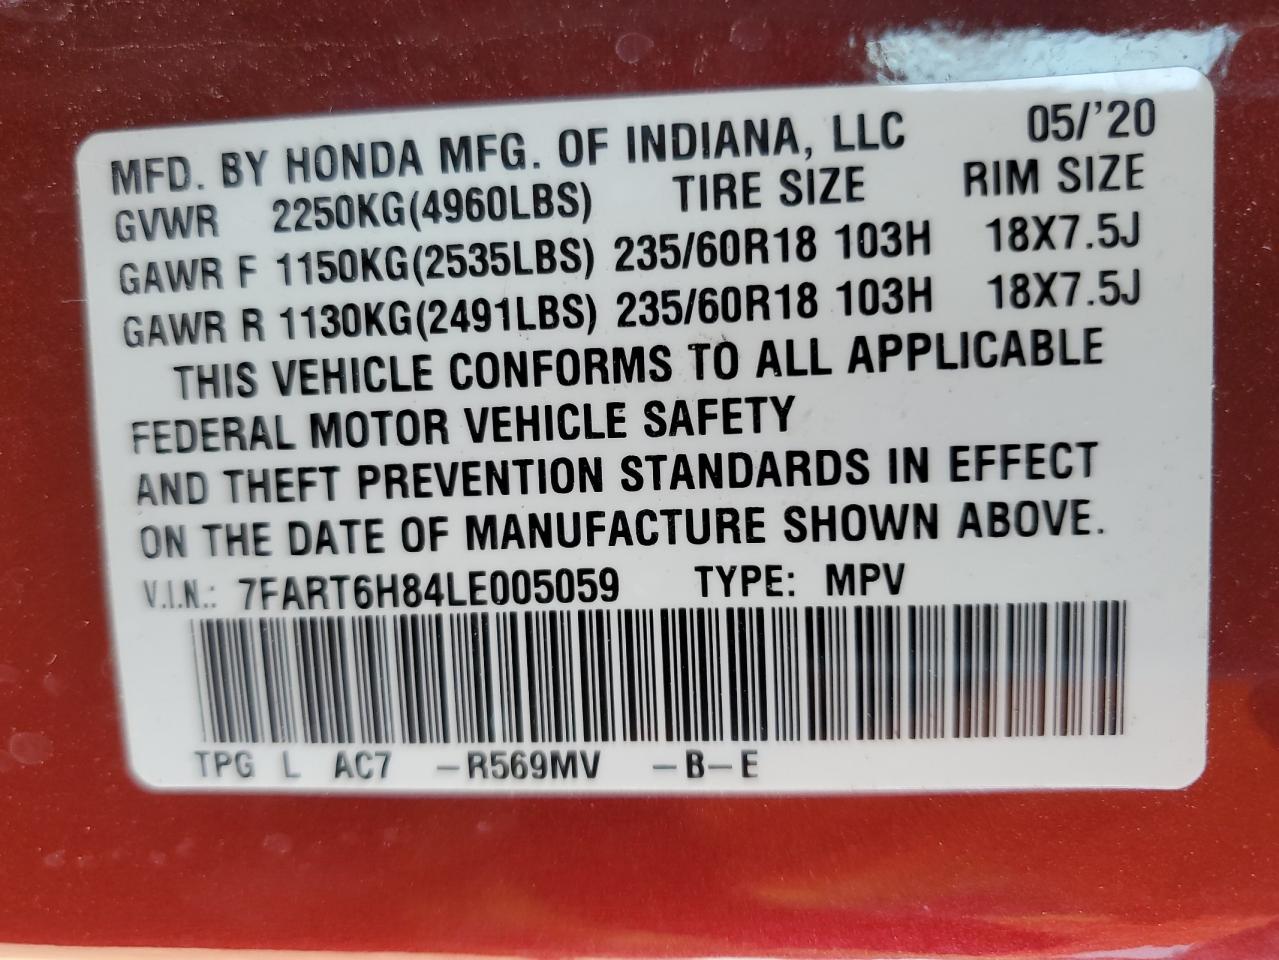 MFD. BY HONDA MFG. OF INDIANA, LLC 05/'20
GVWR 2250KG(4960LBS) TIRE SIZE RIM SIZE
GAWR F 1150KG(2535LBS) 235/60R18 103H 18X7.5J
GAWR R 1130KG(2491LBS) 235/60R18 103H 18X7.5J
THIS VEHICLE CONFORMS TO ALL APPLICABLE
FEDERAL MOTOR VEHICLE SAFETY
AND THEFT PREVENTION STANDARDS IN EFFECT
ON THE DATE OF MANUFACTURE SHOWN ABOVE.
V.I.N.: 7FART6H84LE005059 TYPE: MPV
TPG L AC7 -R569MV -B-E